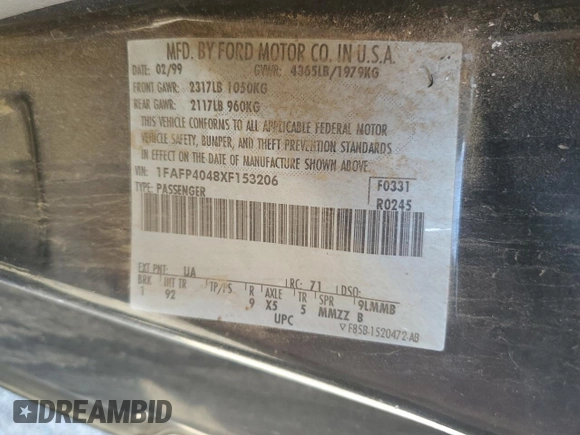 MFD. BY FORD MOTOR CO. IN U.S.A.
DATE: 02/99 GVWR: 4365LB/1979KG
FRONT GAWR: 2317LB 1050KG
REAR GAWR: 2117LB 960KG
THIS VEHICLE CONFORMS TO ALL APPLICABLE FEDERAL MOTOR
VEHICLE SAFETY, BUMPER, AND THEFT PREVENTION STANDARDS
IN EFFECT ON THE DATE OF MANUFACTURE SHOWN ABOVE.
VIN: 1FAFP4048XF153206 F0331
TYPE: PASSENGER R0245
EXT PNT: UA RC: 71 DSO:
BRK INT TR TP/PS R AXLE TR SPR 9LMMB
1 92 9 X5 5 MMZZ B
UPC F85B-1520472-AB
DREAMBID